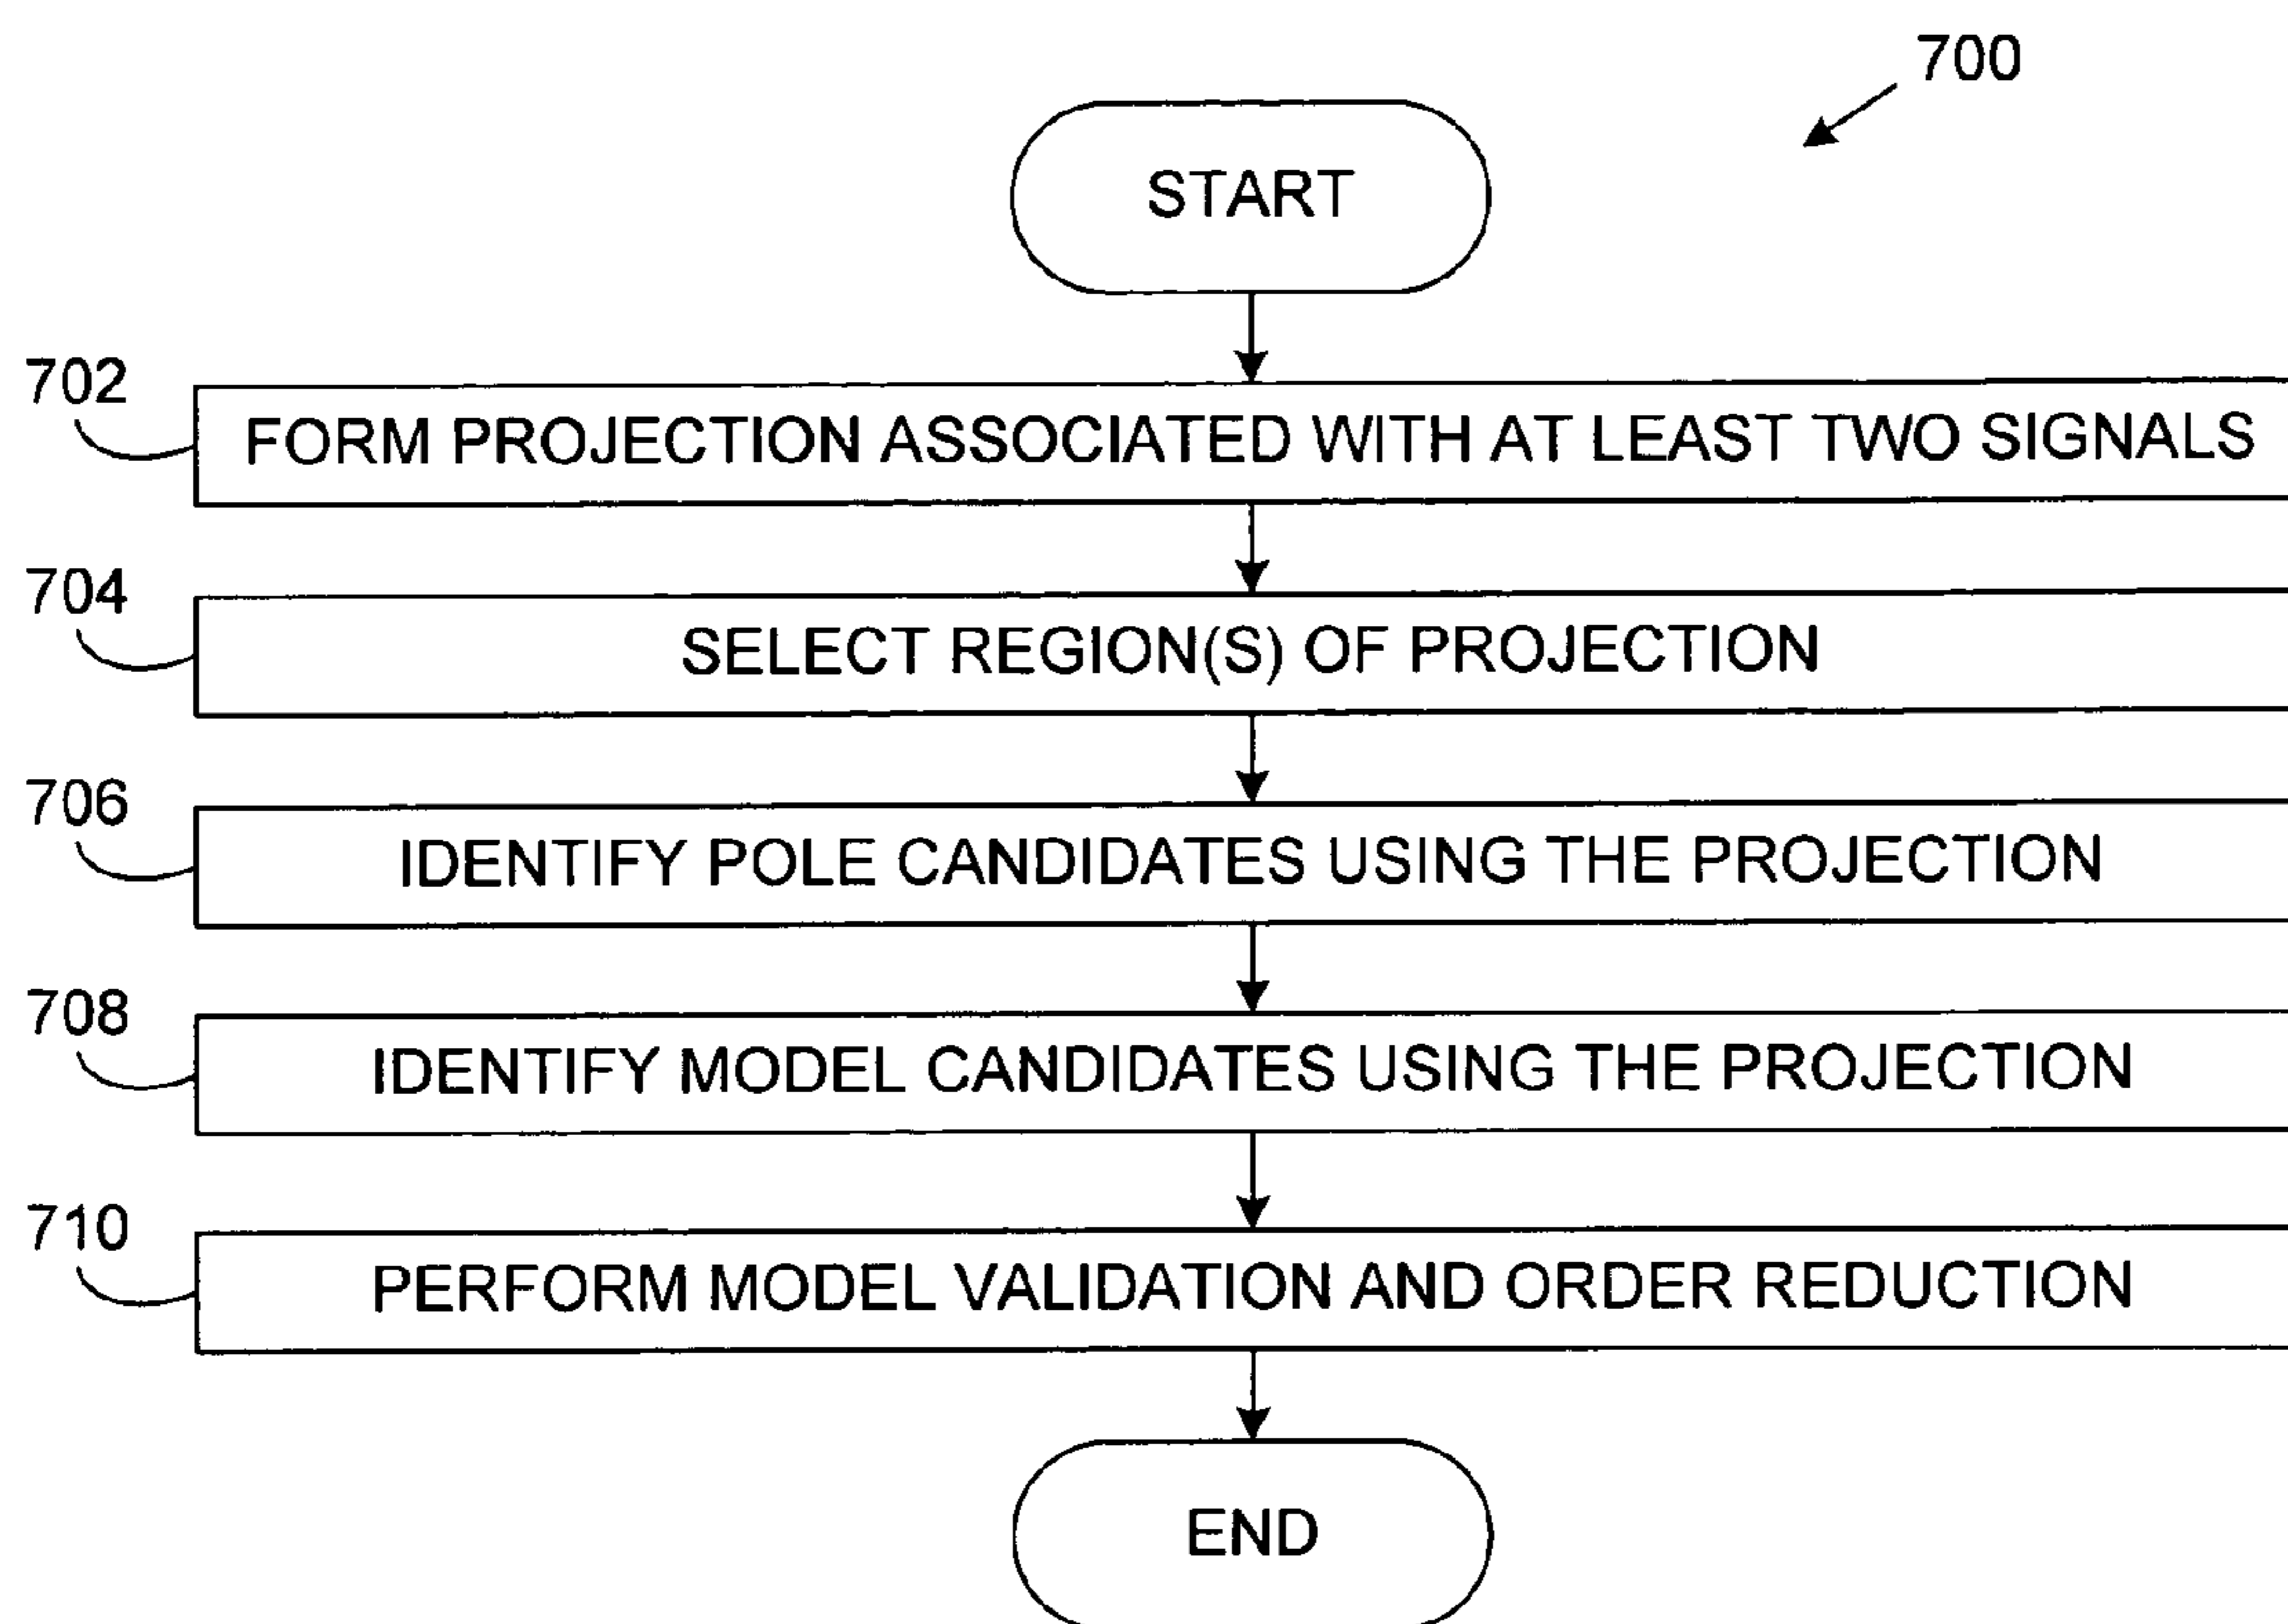 700
START
702
FORM PROJECTION ASSOCIATED WITH AT LEAST TWO SIGNALS
704
SELECT REGION(S) OF PROJECTION
706
IDENTIFY POLE CANDIDATES USING THE PROJECTION
708
IDENTIFY MODEL CANDIDATES USING THE PROJECTION
710
PERFORM MODEL VALIDATION AND ORDER REDUCTION
END